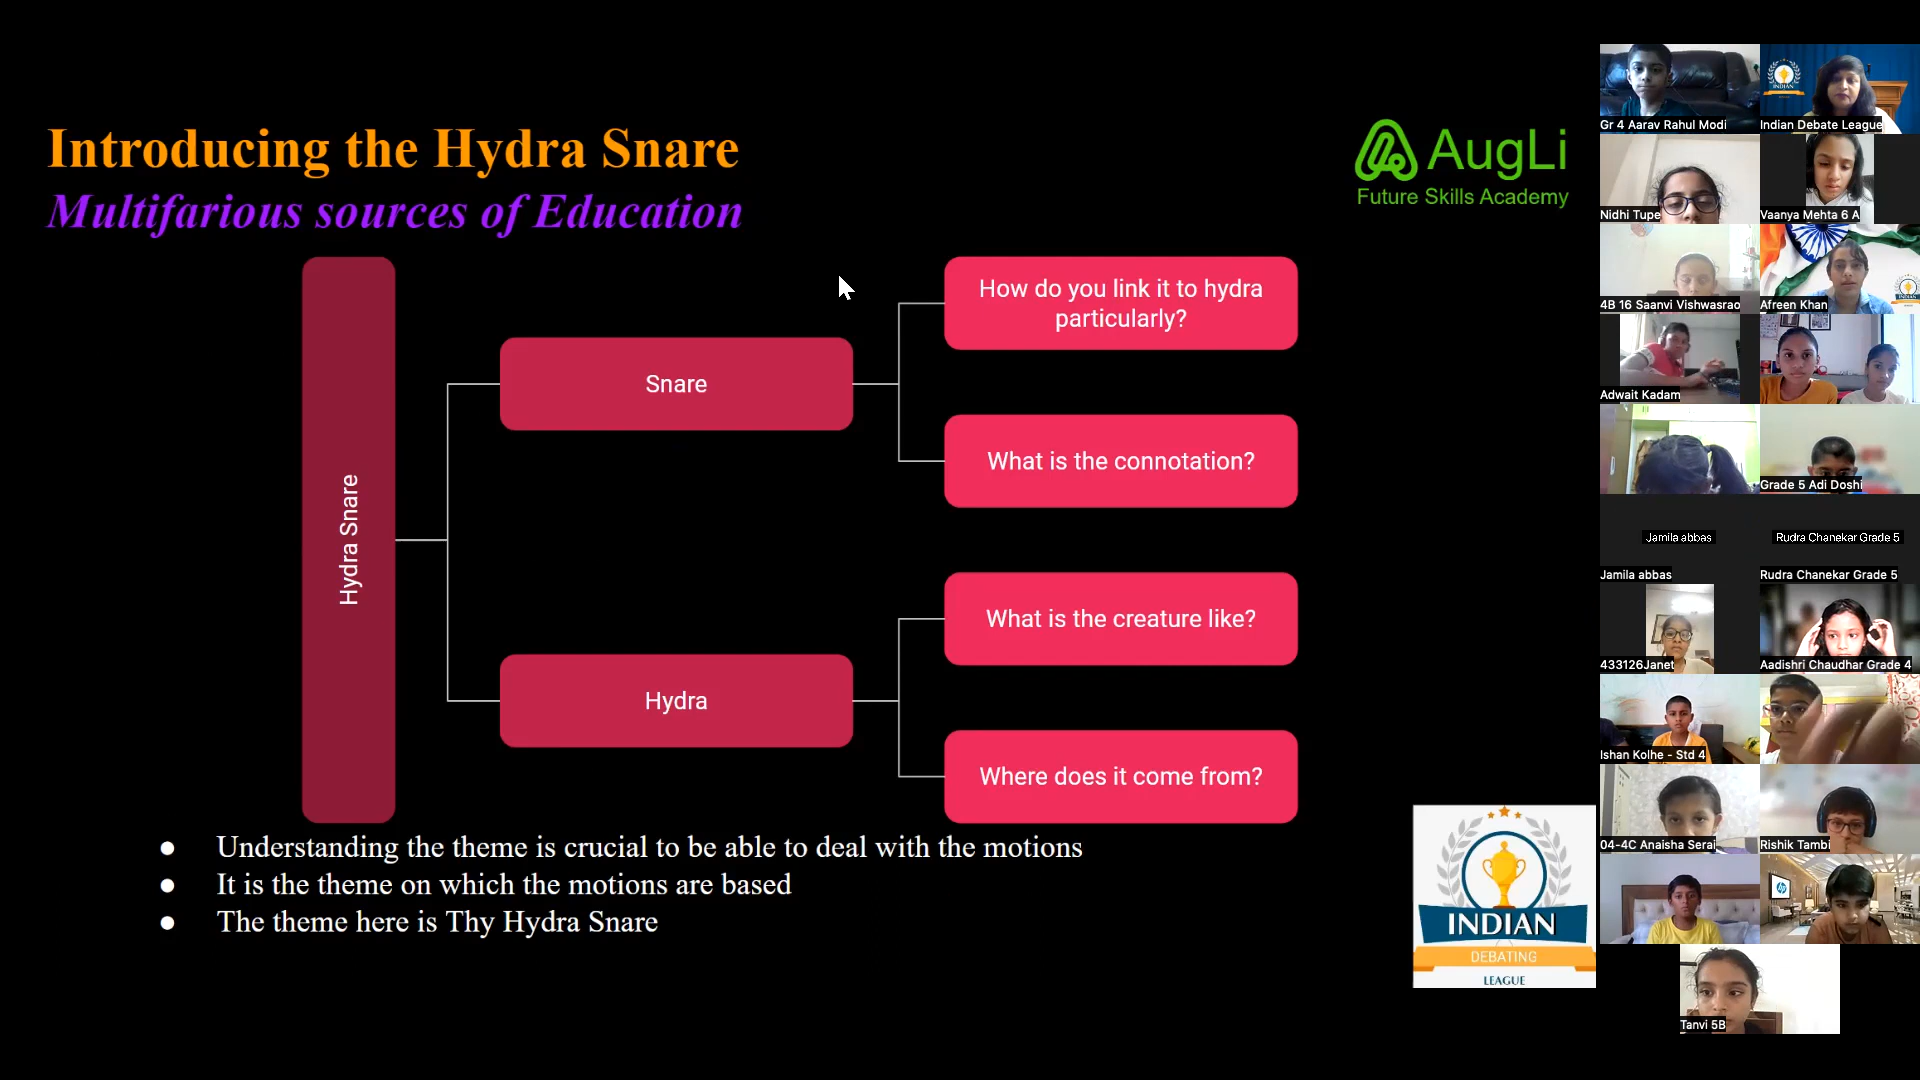 Introducing the Hydra Snare
Multifarious sources of Education
AugLi
Future Skills Academy
Hydra Snare
Snare
Hydra
How do you link it to hydra
particularly?
What is the connotation?
What is the creature like?
Where does it come from?
● Understanding the theme is crucial to be able to deal with the motions
● It is the theme on which the motions are based
● The theme here is Thy Hydra Snare
INDIAN
DEBATING
LEAGUE
Gr 4 Aarav Rahul Modi
INDIAN
Indian Debate League
Nidhi Tupe
Vaanya Mehta 6 A
4B 16 Saanvi Vishwasrao
Afreen Khan
Adwait Kadam
Grade 5 Adi Doshi
Jamila abbas
Jamila abbas
Rudra Chanekar Grade 5
Rudra Chanekar Grade 5
433126Janet
Aadishri Chaudhar Grade 4
Ishan Kolhe - Std 4
04-4C Anaisha Serai
Rishik Tambi
hp
Tanvi 5B